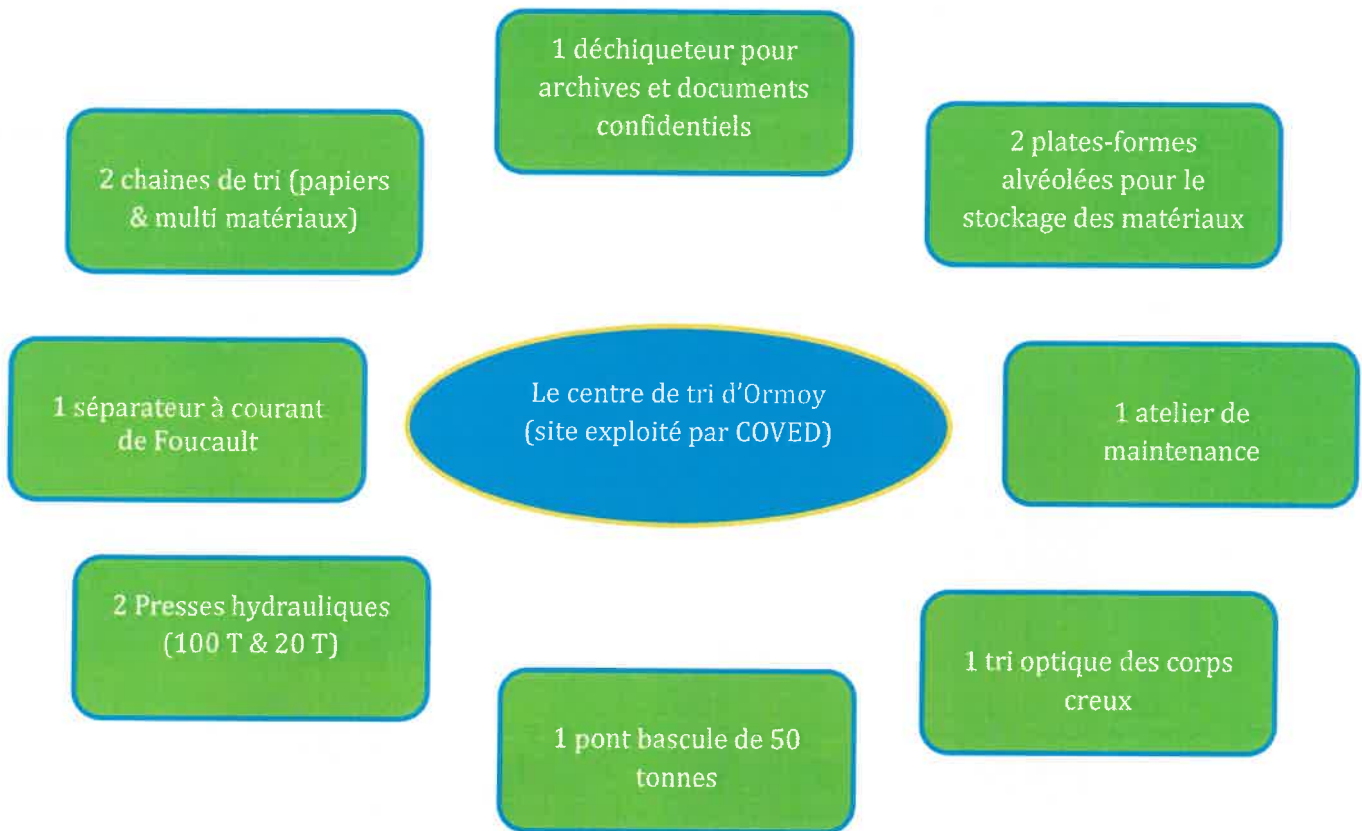 1 déchiqueteur pour
archives et documents
confidentiels
2 chaines de tri (papiers
& multi matériaux)
2 plates-formes
alvéolées pour le
stockage des matériaux
1 séparateur à courant
de Foucault
Le centre de tri d'Ormoy
(site exploité par COVED)
1 atelier de
maintenance
2 Presses hydrauliques
(100 T & 20 T)
1 tri optique des corps
creux
1 pont bascule de 50
tonnes